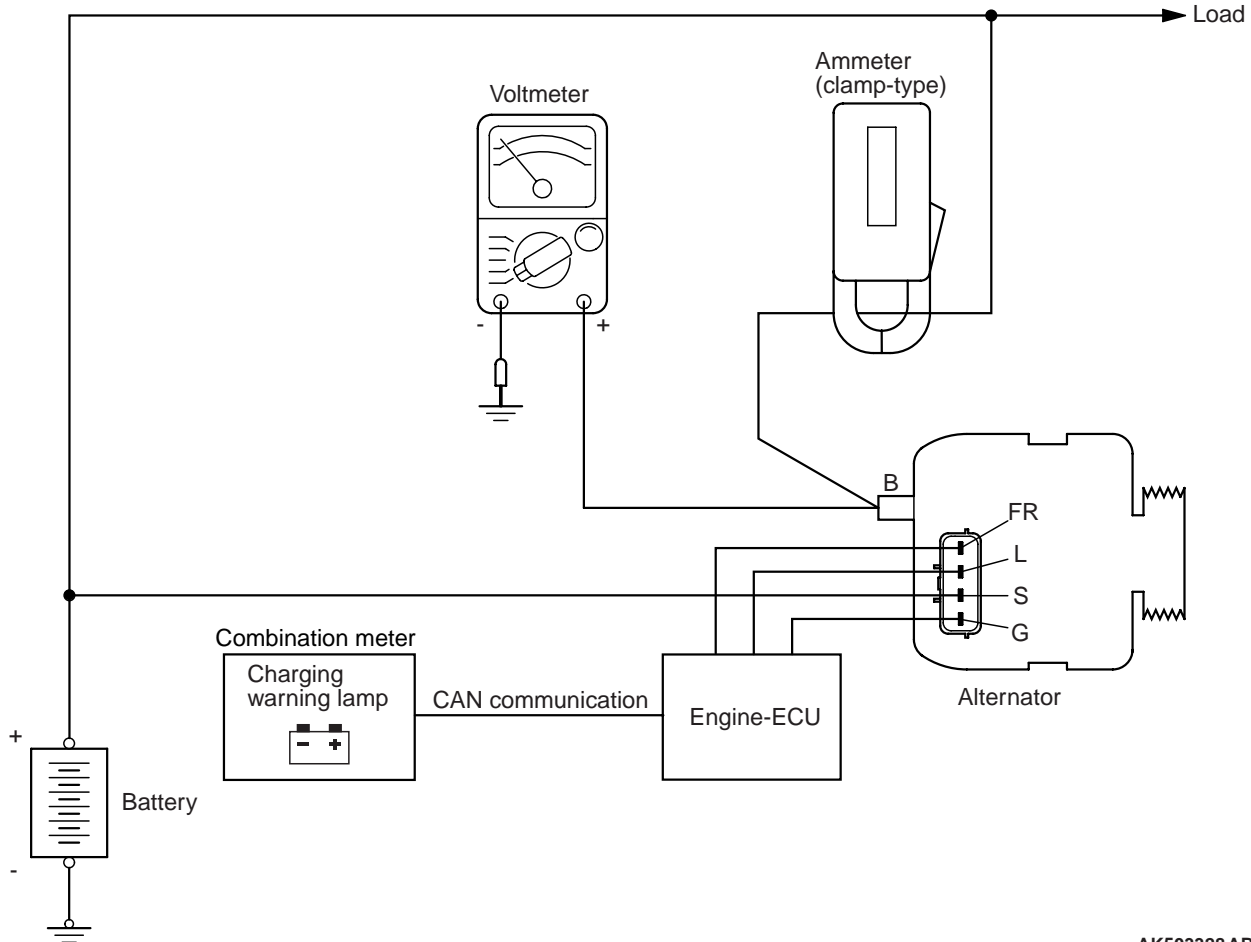 Load
Ammeter
(clamp-type)
Voltmeter
-
+
B
FR
L
S
G
Alternator
Combination meter
Charging
warning lamp
- +
CAN communication
Engine-ECU
+
Battery
-